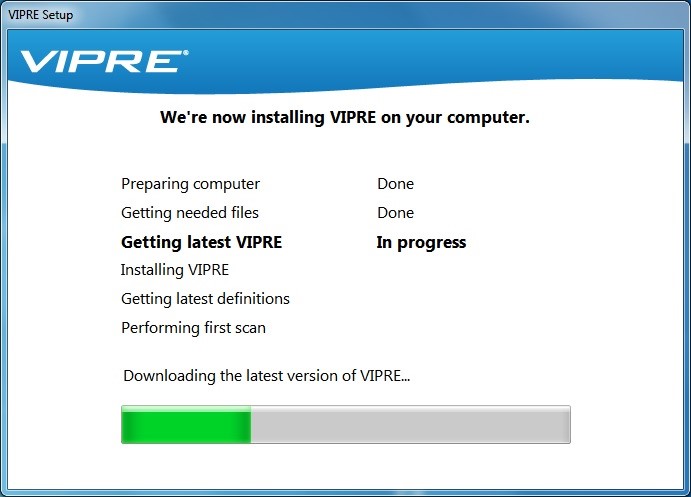 VIPRE Setup
VIPRE®
We're now installing VIPRE on your computer.
Preparing computer Done
Getting needed files Done
Getting latest VIPRE In progress
Installing VIPRE
Getting latest definitions
Performing first scan
Downloading the latest version of VIPRE...